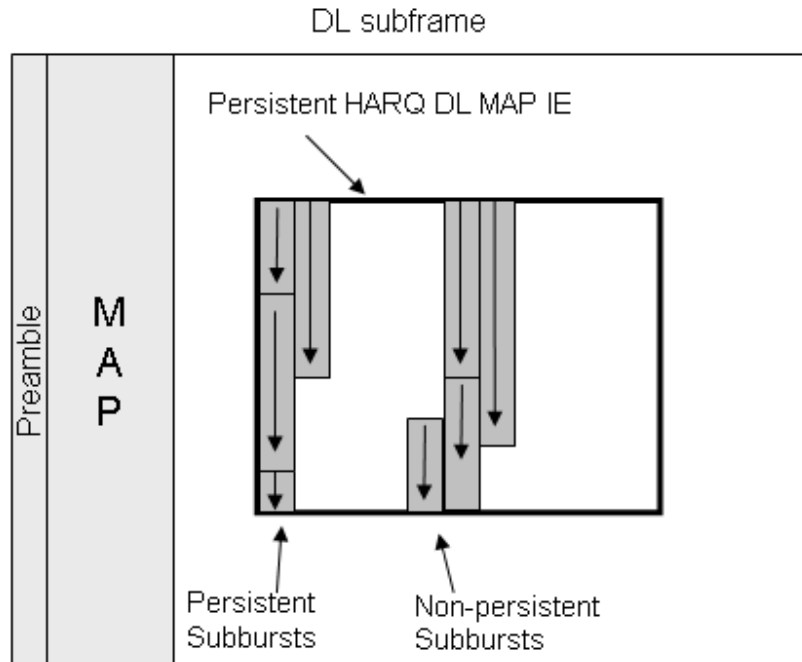 DL subframe
Preamble
M
A
P
Persistent HARQ DL MAP IE
Persistent
Subbursts
Non-persistent
Subbursts